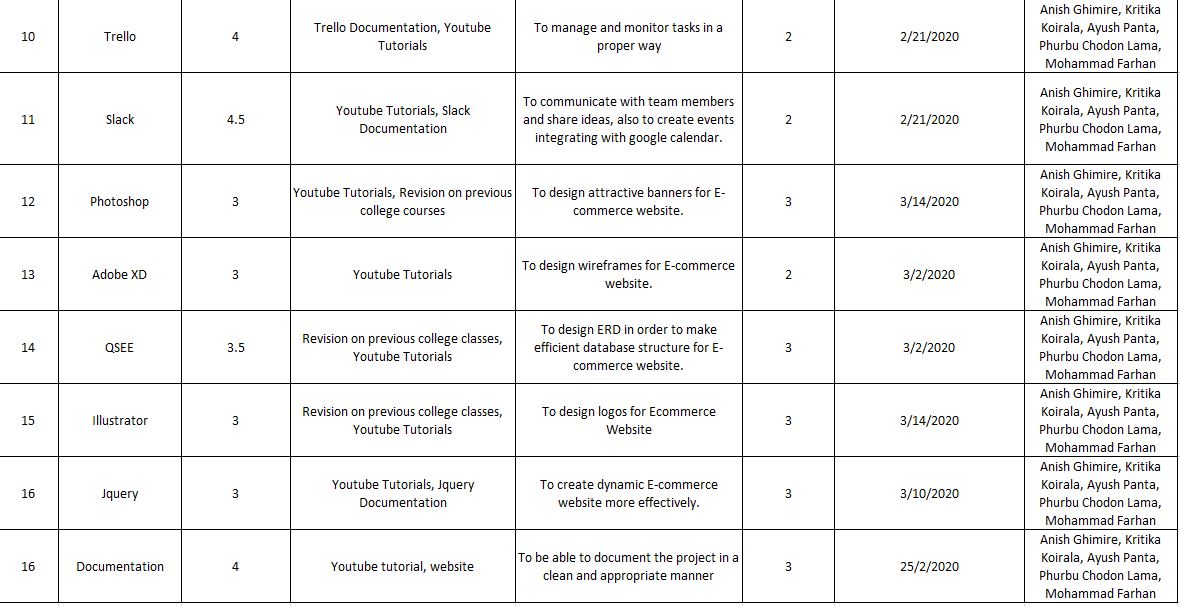 10
Trello
4
Trello Documentation, Youtube
Tutorials
To manage and monitor tasks in a
proper way
2
2/21/2020
Anish Ghimire, Kritika
Koirala, Ayush Panta,
Phurbu Chodon Lama,
Mohammad Farhan
11
Slack
4.5
Youtube Tutorials, Slack
Documentation
To communicate with team members
and share ideas, also to create events
integrating with google calendar.
2
2/21/2020
Anish Ghimire, Kritika
Koirala, Ayush Panta,
Phurbu Chodon Lama,
Mohammad Farhan
12
Photoshop
3
Youtube Tutorials, Revision on previous
college courses
To design attractive banners for E-
commerce website.
3
3/14/2020
Anish Ghimire, Kritika
Koirala, Ayush Panta,
Phurbu Chodon Lama,
Mohammad Farhan
13
Adobe XD
3
Youtube Tutorials
To design wireframes for E-commerce
website.
2
3/2/2020
Anish Ghimire, Kritika
Koirala, Ayush Panta,
Phurbu Chodon Lama,
Mohammad Farhan
14
QSEE
3.5
Revision on previous college classes,
Youtube Tutorials
To design ERD in order to make
efficient database structure for E-
commerce website.
3
3/2/2020
Anish Ghimire, Kritika
Koirala, Ayush Panta,
Phurbu Chodon Lama,
Mohammad Farhan
15
Illustrator
3
Revision on previous college classes,
Youtube Tutorials
To design logos for Ecommerce
Website
3
3/14/2020
Anish Ghimire, Kritika
Koirala, Ayush Panta,
Phurbu Chodon Lama,
Mohammad Farhan
16
Jquery
3
Youtube Tutorials, Jquery
Documentation
To create dynamic E-commerce
website more effectively.
3
3/10/2020
Anish Ghimire, Kritika
Koirala, Ayush Panta,
Phurbu Chodon Lama,
Mohammad Farhan
16
Documentation
4
Youtube tutorial, website
To be able to document the project in a
clean and appropriate manner
3
25/2/2020
Anish Ghimire, Kritika
Koirala, Ayush Panta,
Phurbu Chodon Lama,
Mohammad Farhan